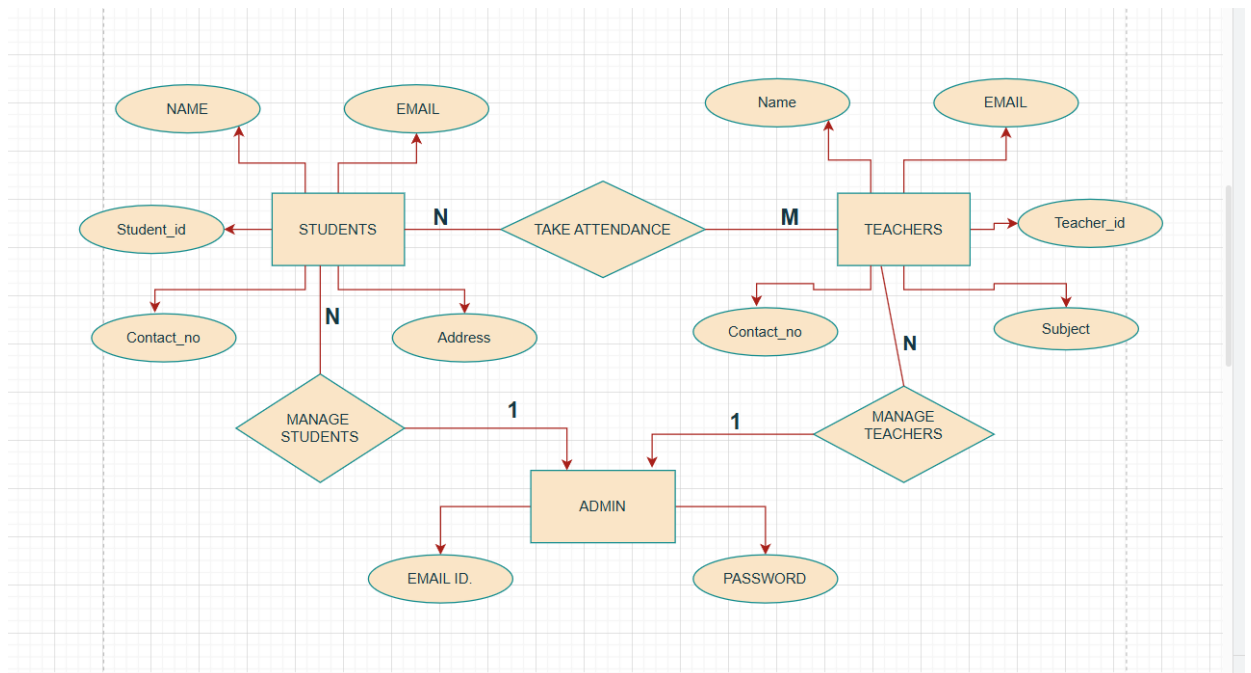 NAME
EMAIL
Name
EMAIL
Student_id
STUDENTS
N
TAKE ATTENDANCE
M
TEACHERS
Teacher_id
Contact_no
N
Address
Contact_no
N
Subject
MANAGE
STUDENTS
1
1
MANAGE
TEACHERS
ADMIN
EMAIL ID.
PASSWORD